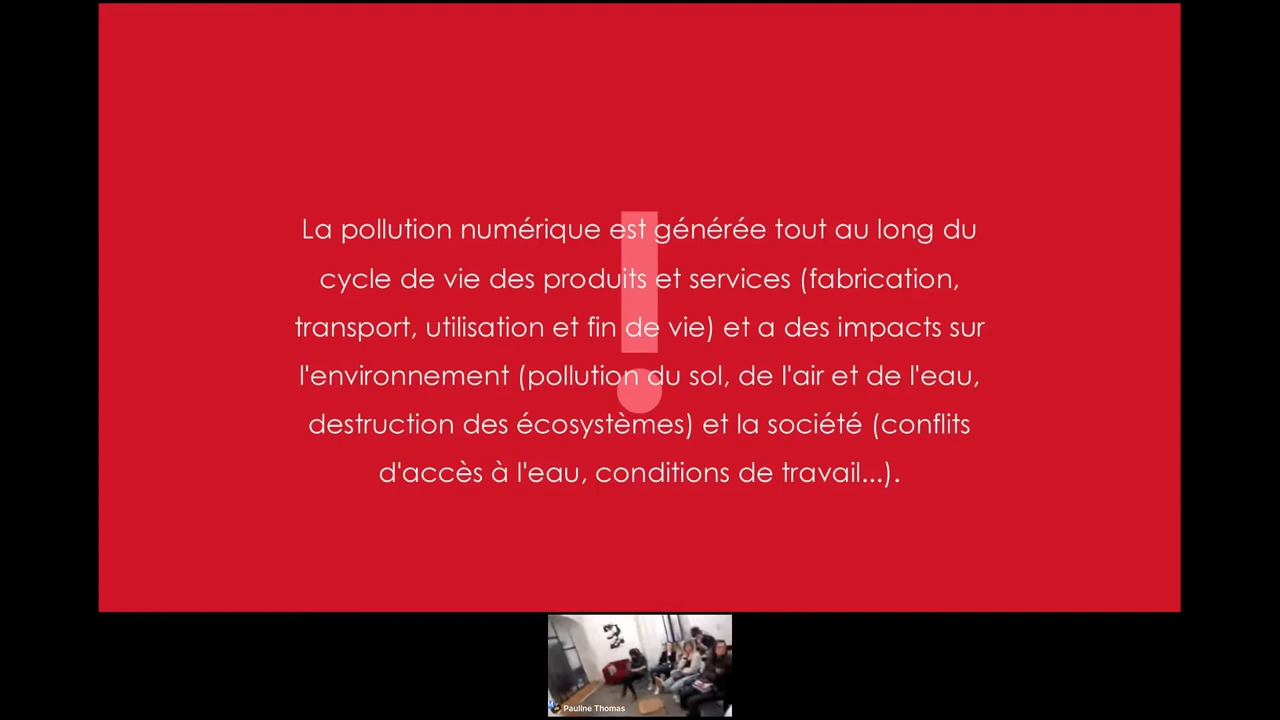 La pollution numérique est générée tout au long du
cycle de vie des produits et services (fabrication,
transport, utilisation et fin de vie) et a des impacts sur
l'environnement (pollution du sol, de l'air et de l'eau,
destruction des écosystèmes) et la société (conflits
d'accès à l'eau, conditions de travail...).
Pauline Thomas